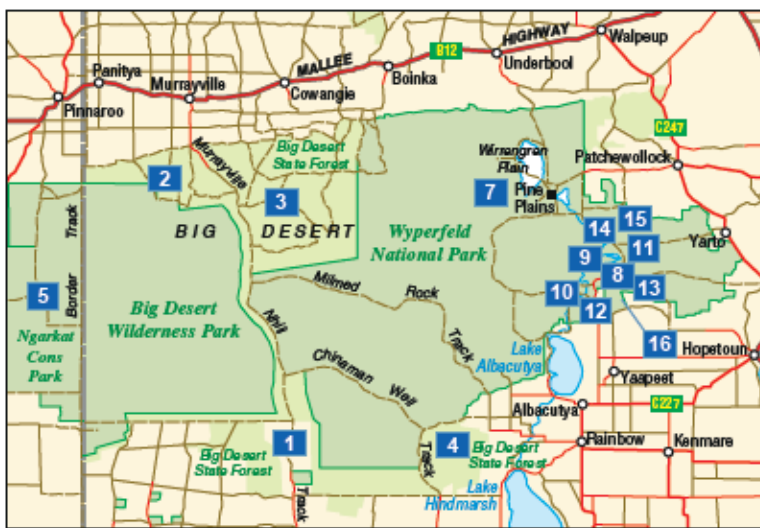 MALLEE
B12
HIGHWAY
Walpeup
Panitya
Murrayville
Cowangie
Boinka
Underbool
Pinnaroo
C247
Murrayville
Big Desert
State Forest
Wirrengren
Plain
Patchewollock
2
3
7
Pine
Plains
Track
BIG
DESERT
Wyperfeld
National Park
14
15
11
Yarto
9
8
5
Border
Big Desert
Wilderness Park
Milmed
Rock
Track
10
13
12
Ngarkat
Cons
Park
Nhill
Chinaman
Well
Track
16
Lake
Albacutya
Hopetoun
Yaapeet
Albacutya
C227
1
4
Big Desert
State Forest
Big Desert
State Forest
Rainbow
Kenmare
Track
Lake
Hindmarsh